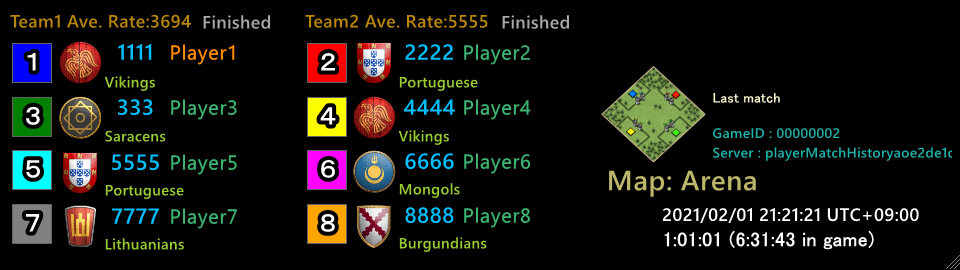 Team1 Ave. Rate:3694 Finished
1 1111 Player1
Vikings
3 333 Player3
Saracens
5 5555 Player5
Portuguese
7 7777 Player7
Lithuanians
Team2 Ave. Rate:5555 Finished
2 2222 Player2
Portuguese
4 4444 Player4
Vikings
6 6666 Player6
Mongols
8 8888 Player8
Burgundians
Last match
GameID : 00000002
Server : playerMatchHistoryaoe2de1c
Map: Arena
2021/02/01 21:21:21 UTC+09:00
1:01:01 (6:31:43 in game)